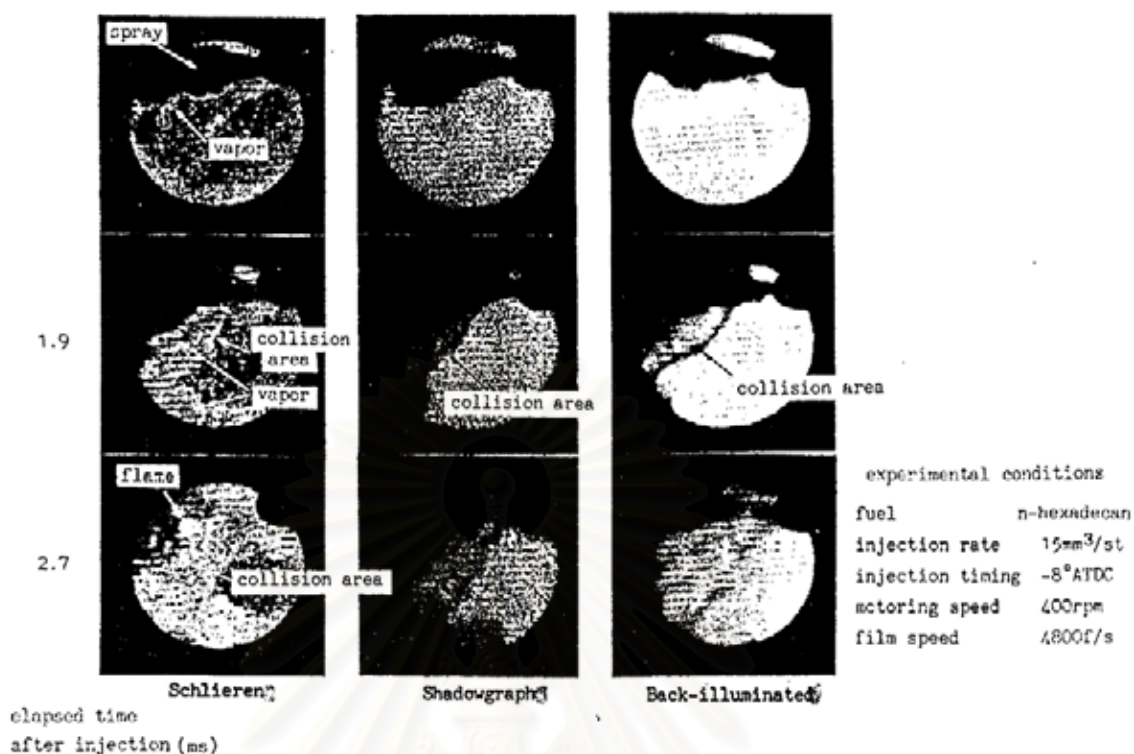 spray
vapor
1.9
collision
area
vapor
collision area
collision area
flame
2.7
collision area
experimental conditions
fuel n-hexadecan
injection rate 15mm³/st
injection timing -8°ATDC
motoring speed 400rpm
film speed 4800f/s
Schlieren
Shadowgraph
Back-illuminated
elapsed time
after injection (ms)